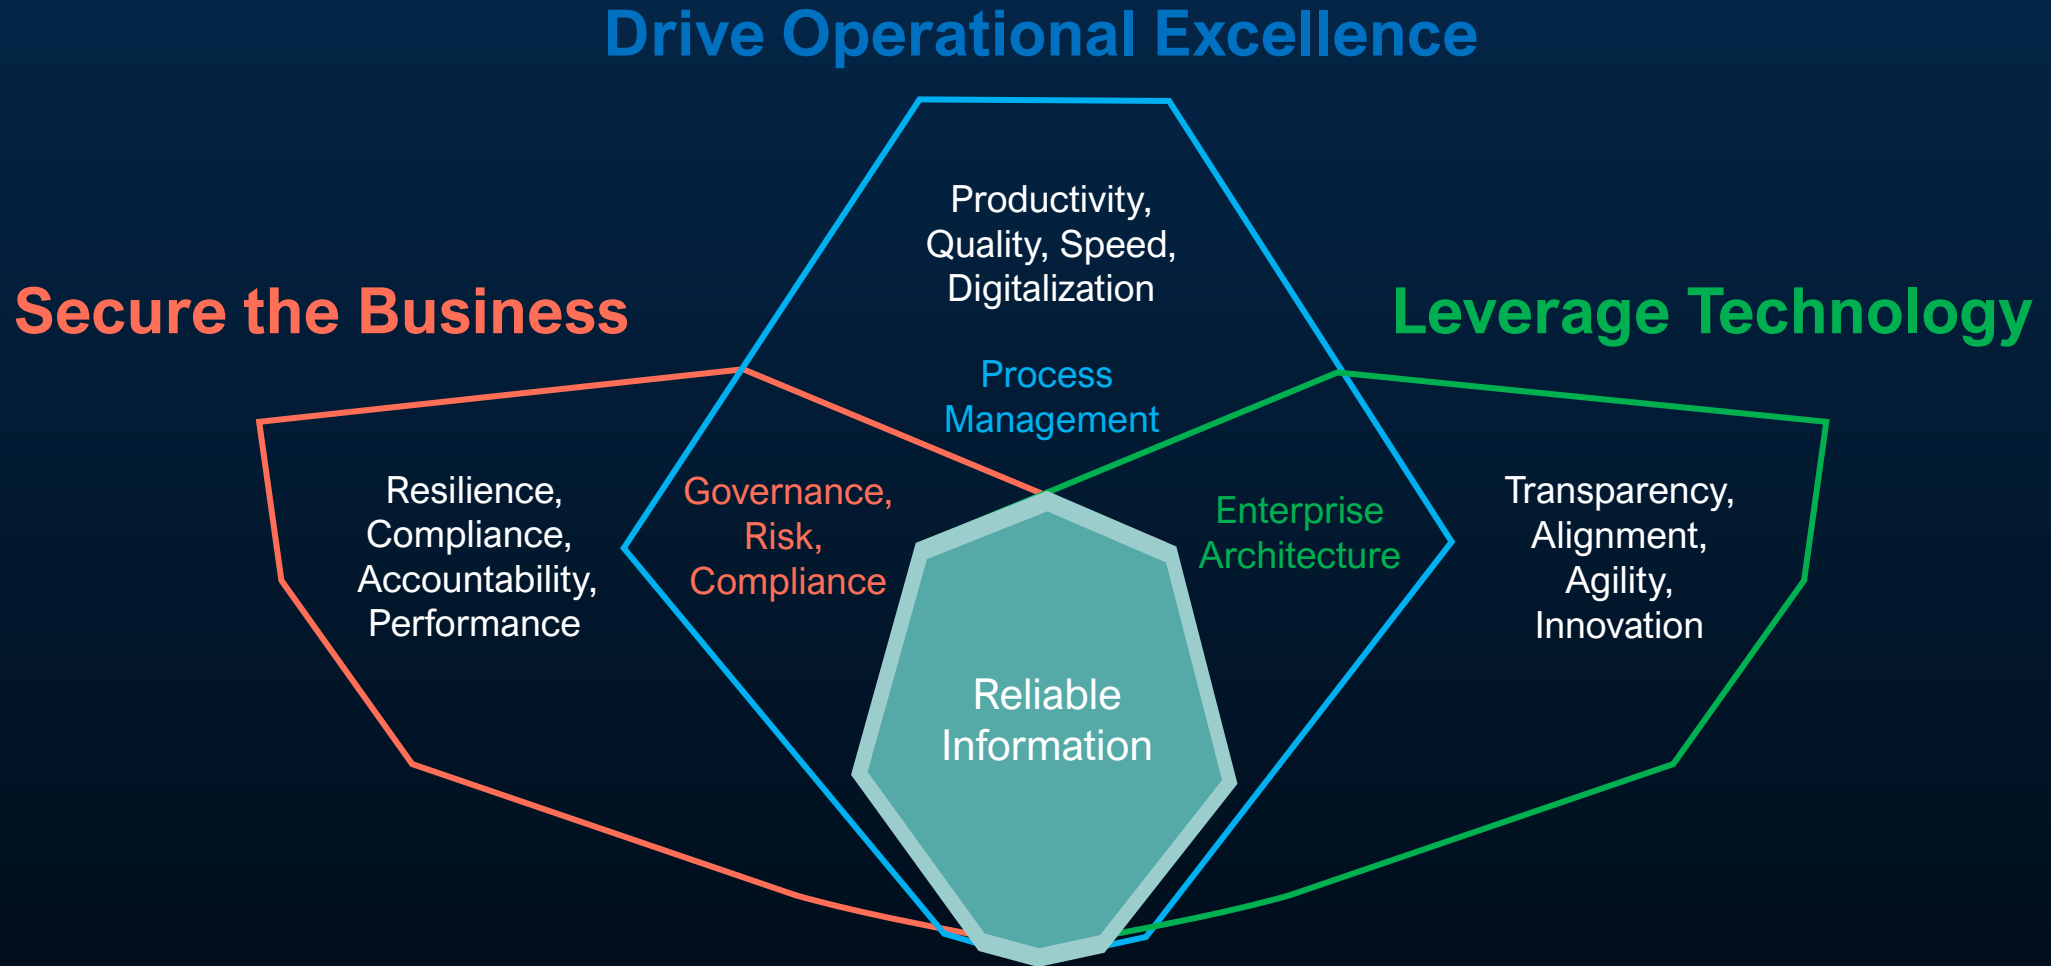 Drive Operational Excellence
Productivity,
Quality, Speed,
Digitalization
Secure the Business
Leverage Technology
Process
Management
Resilience,
Compliance,
Accountability,
Performance
Governance,
Risk,
Compliance
Enterprise
Architecture
Transparency,
Alignment,
Agility,
Innovation
Reliable
Information